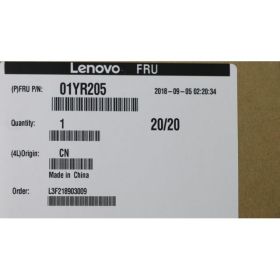 Lenovo FRU
(P)FRU P/N: 01YR205 2018-09-05 02:20:34
Quantity: 1 20/20
(4L)Origin: CN
Made in China
Order: L3F218903009